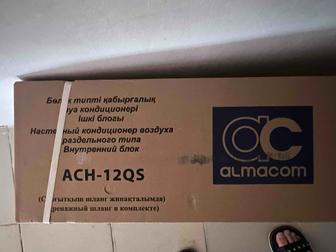 Бөлек типті қабырғалық
ауа кондиционері
Ішкі блогы
Настенный кондиционер воздуха
раздельного типа
Внутренний блок
ACH-12QS
(Сарғытқыш шланг жинақталымда)
(дренажный шланг в комплекте)
ac
almacom